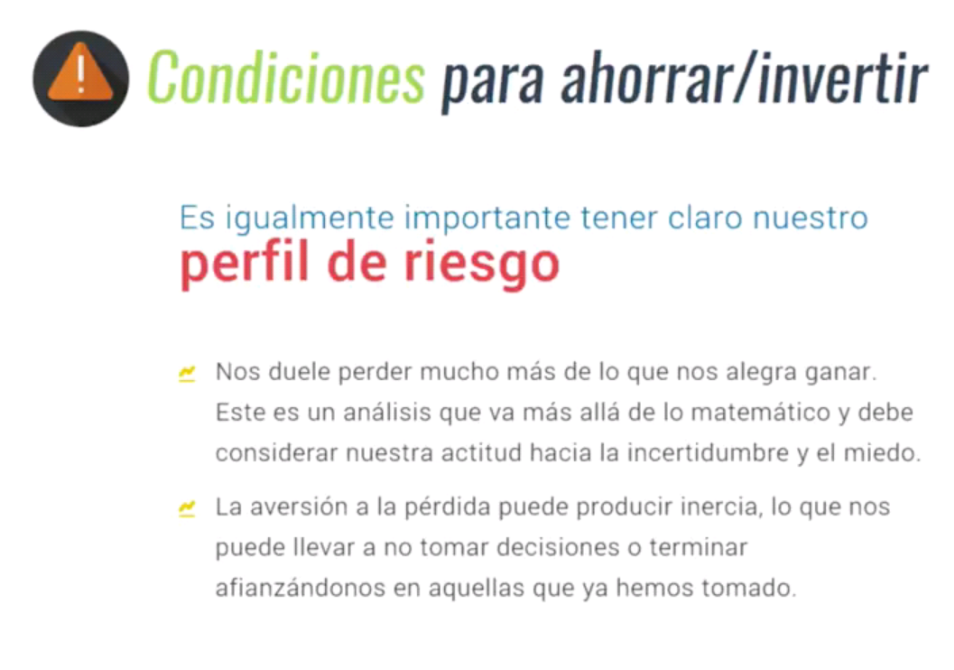 Condiciones para ahorrar/invertir
Es igualmente importante tener claro nuestro
perfil de riesgo
Nos duele perder mucho más de lo que nos alegra ganar.
Este es un análisis que va más allá de lo matemático y debe
considerar nuestra actitud hacia la incertidumbre y el miedo.
La aversión a la pérdida puede producir inercia, lo que nos
puede llevar a no tomar decisiones o terminar
afianzándonos en aquellas que ya hemos tomado.